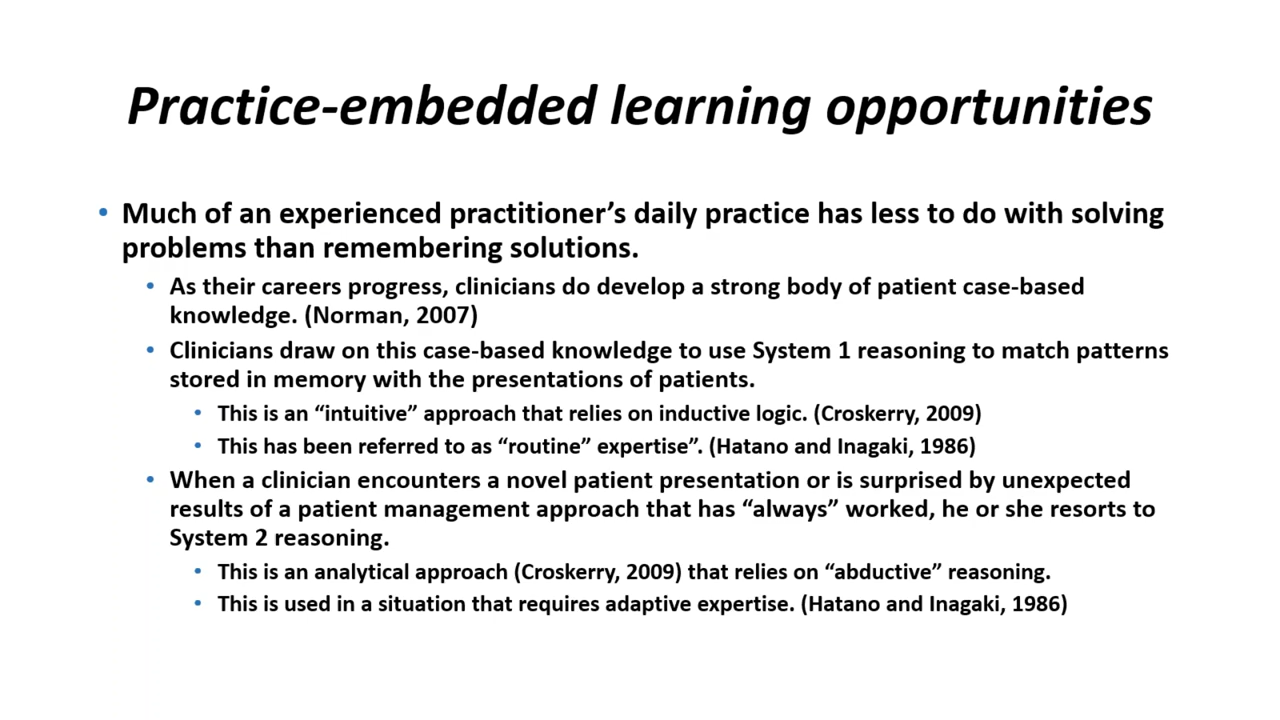 Practice-embedded learning opportunities
• Much of an experienced practitioner’s daily practice has less to do with solving
problems than remembering solutions.
• As their careers progress, clinicians do develop a strong body of patient case-based
knowledge. (Norman, 2007)
• Clinicians draw on this case-based knowledge to use System 1 reasoning to match patterns
stored in memory with the presentations of patients.
• This is an “intuitive” approach that relies on inductive logic. (Croskerry, 2009)
• This has been referred to as “routine” expertise”. (Hatano and Inagaki, 1986)
• When a clinician encounters a novel patient presentation or is surprised by unexpected
results of a patient management approach that has “always” worked, he or she resorts to
System 2 reasoning.
• This is an analytical approach (Croskerry, 2009) that relies on “abductive” reasoning.
• This is used in a situation that requires adaptive expertise. (Hatano and Inagaki, 1986)